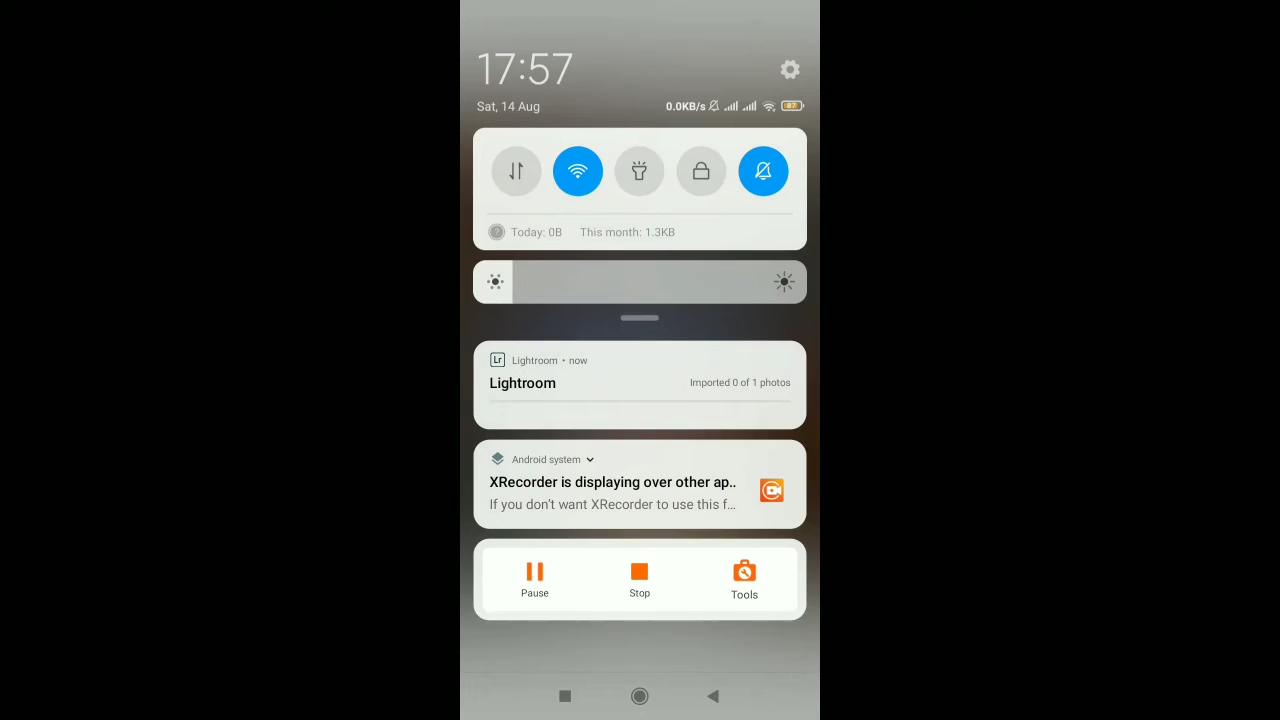 17:57
Sat, 14 Aug
0.0KB/s
87
Today: 0B This month: 1.3KB
Lr Lightroom • now
Lightroom
Imported 0 of 1 photos
Android system
XRecorder is displaying over other ap..
If you don't want XRecorder to use this f...
Pause
Stop
Tools